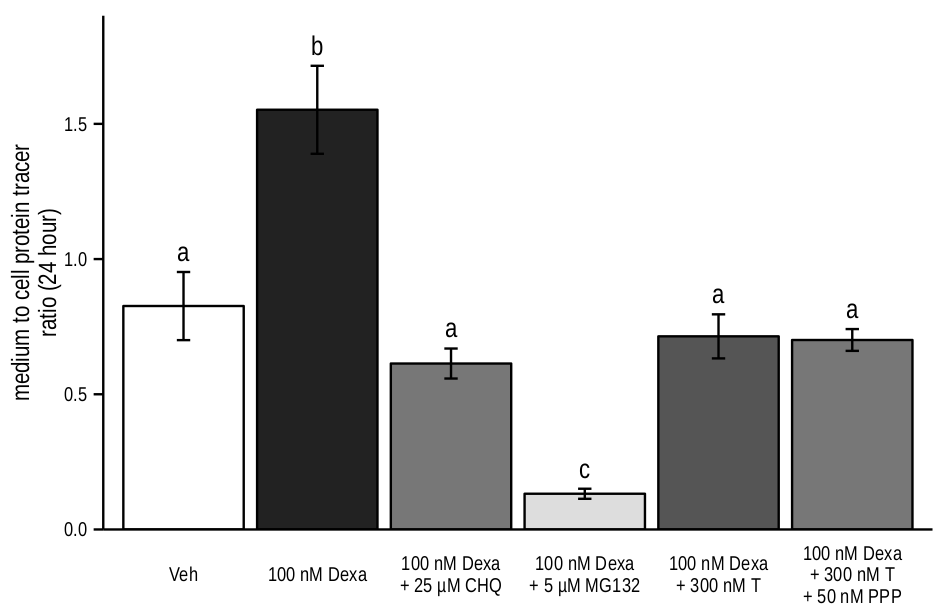 medium to cell protein tracer
ratio (24 hour)
1.5
1.0
0.5
0.0
a
b
a
c
a
a
Veh
100 nM Dexa
100 nM Dexa
+ 25 µM CHQ
100 nM Dexa
+ 5 µM MG132
100 nM Dexa
+ 300 nM T
100 nM Dexa
+ 300 nM T
+ 50 nM PPP